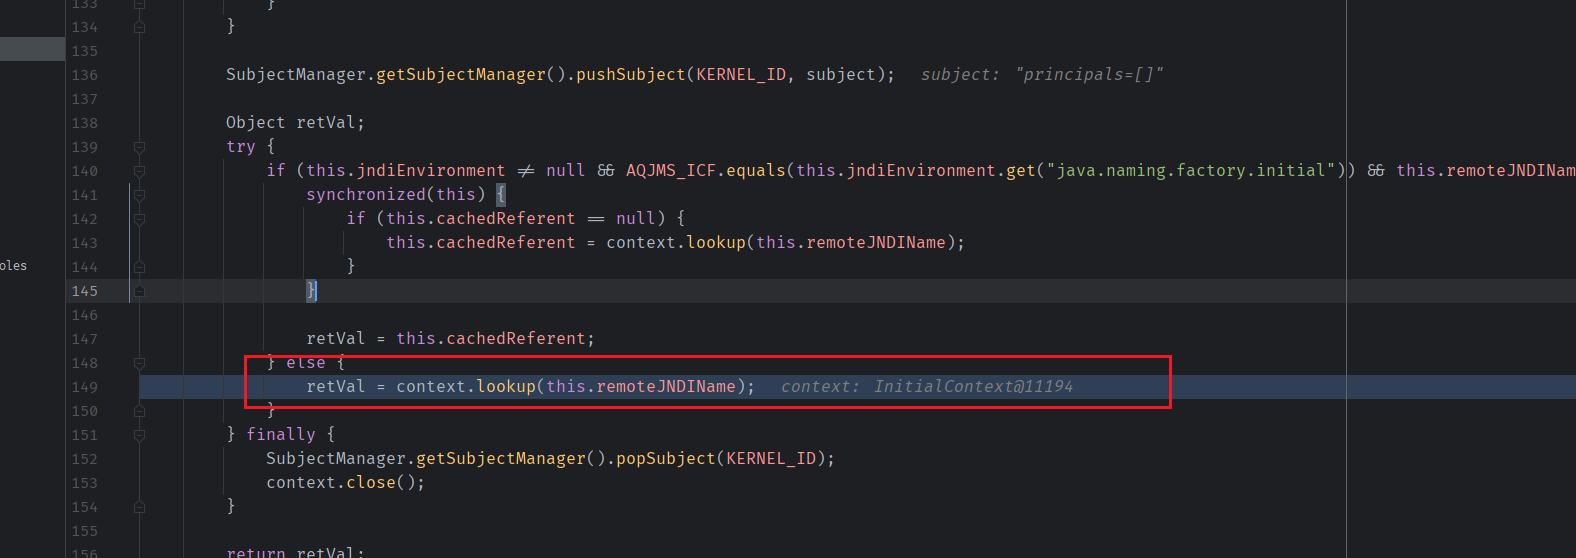 133 }
134 }
135
136 SubjectManager.getSubjectManager().pushSubject(KERNEL_ID, subject); subject: "principals=[]"
137
138 Object retVal;
139 try {
140 if (this.jndiEnvironment ≠ null && AQJMS_ICF.equals(this.jndiEnvironment.get("java.naming.factory.initial")) && this.remoteJNDINam
141 synchronized(this) {
142 if (this.cachedReferent == null) {
143 this.cachedReferent = context.lookup(this.remoteJNDIName);
oles
144 }
145 }
146
147 retVal = this.cachedReferent;
148 } else {
149 retVal = context.lookup(this.remoteJNDIName); context: InitialContext@11194
150 }
151 } finally {
152 SubjectManager.getSubjectManager().popSubject(KERNEL_ID);
153 context.close();
154 }
155
156 return retVal;